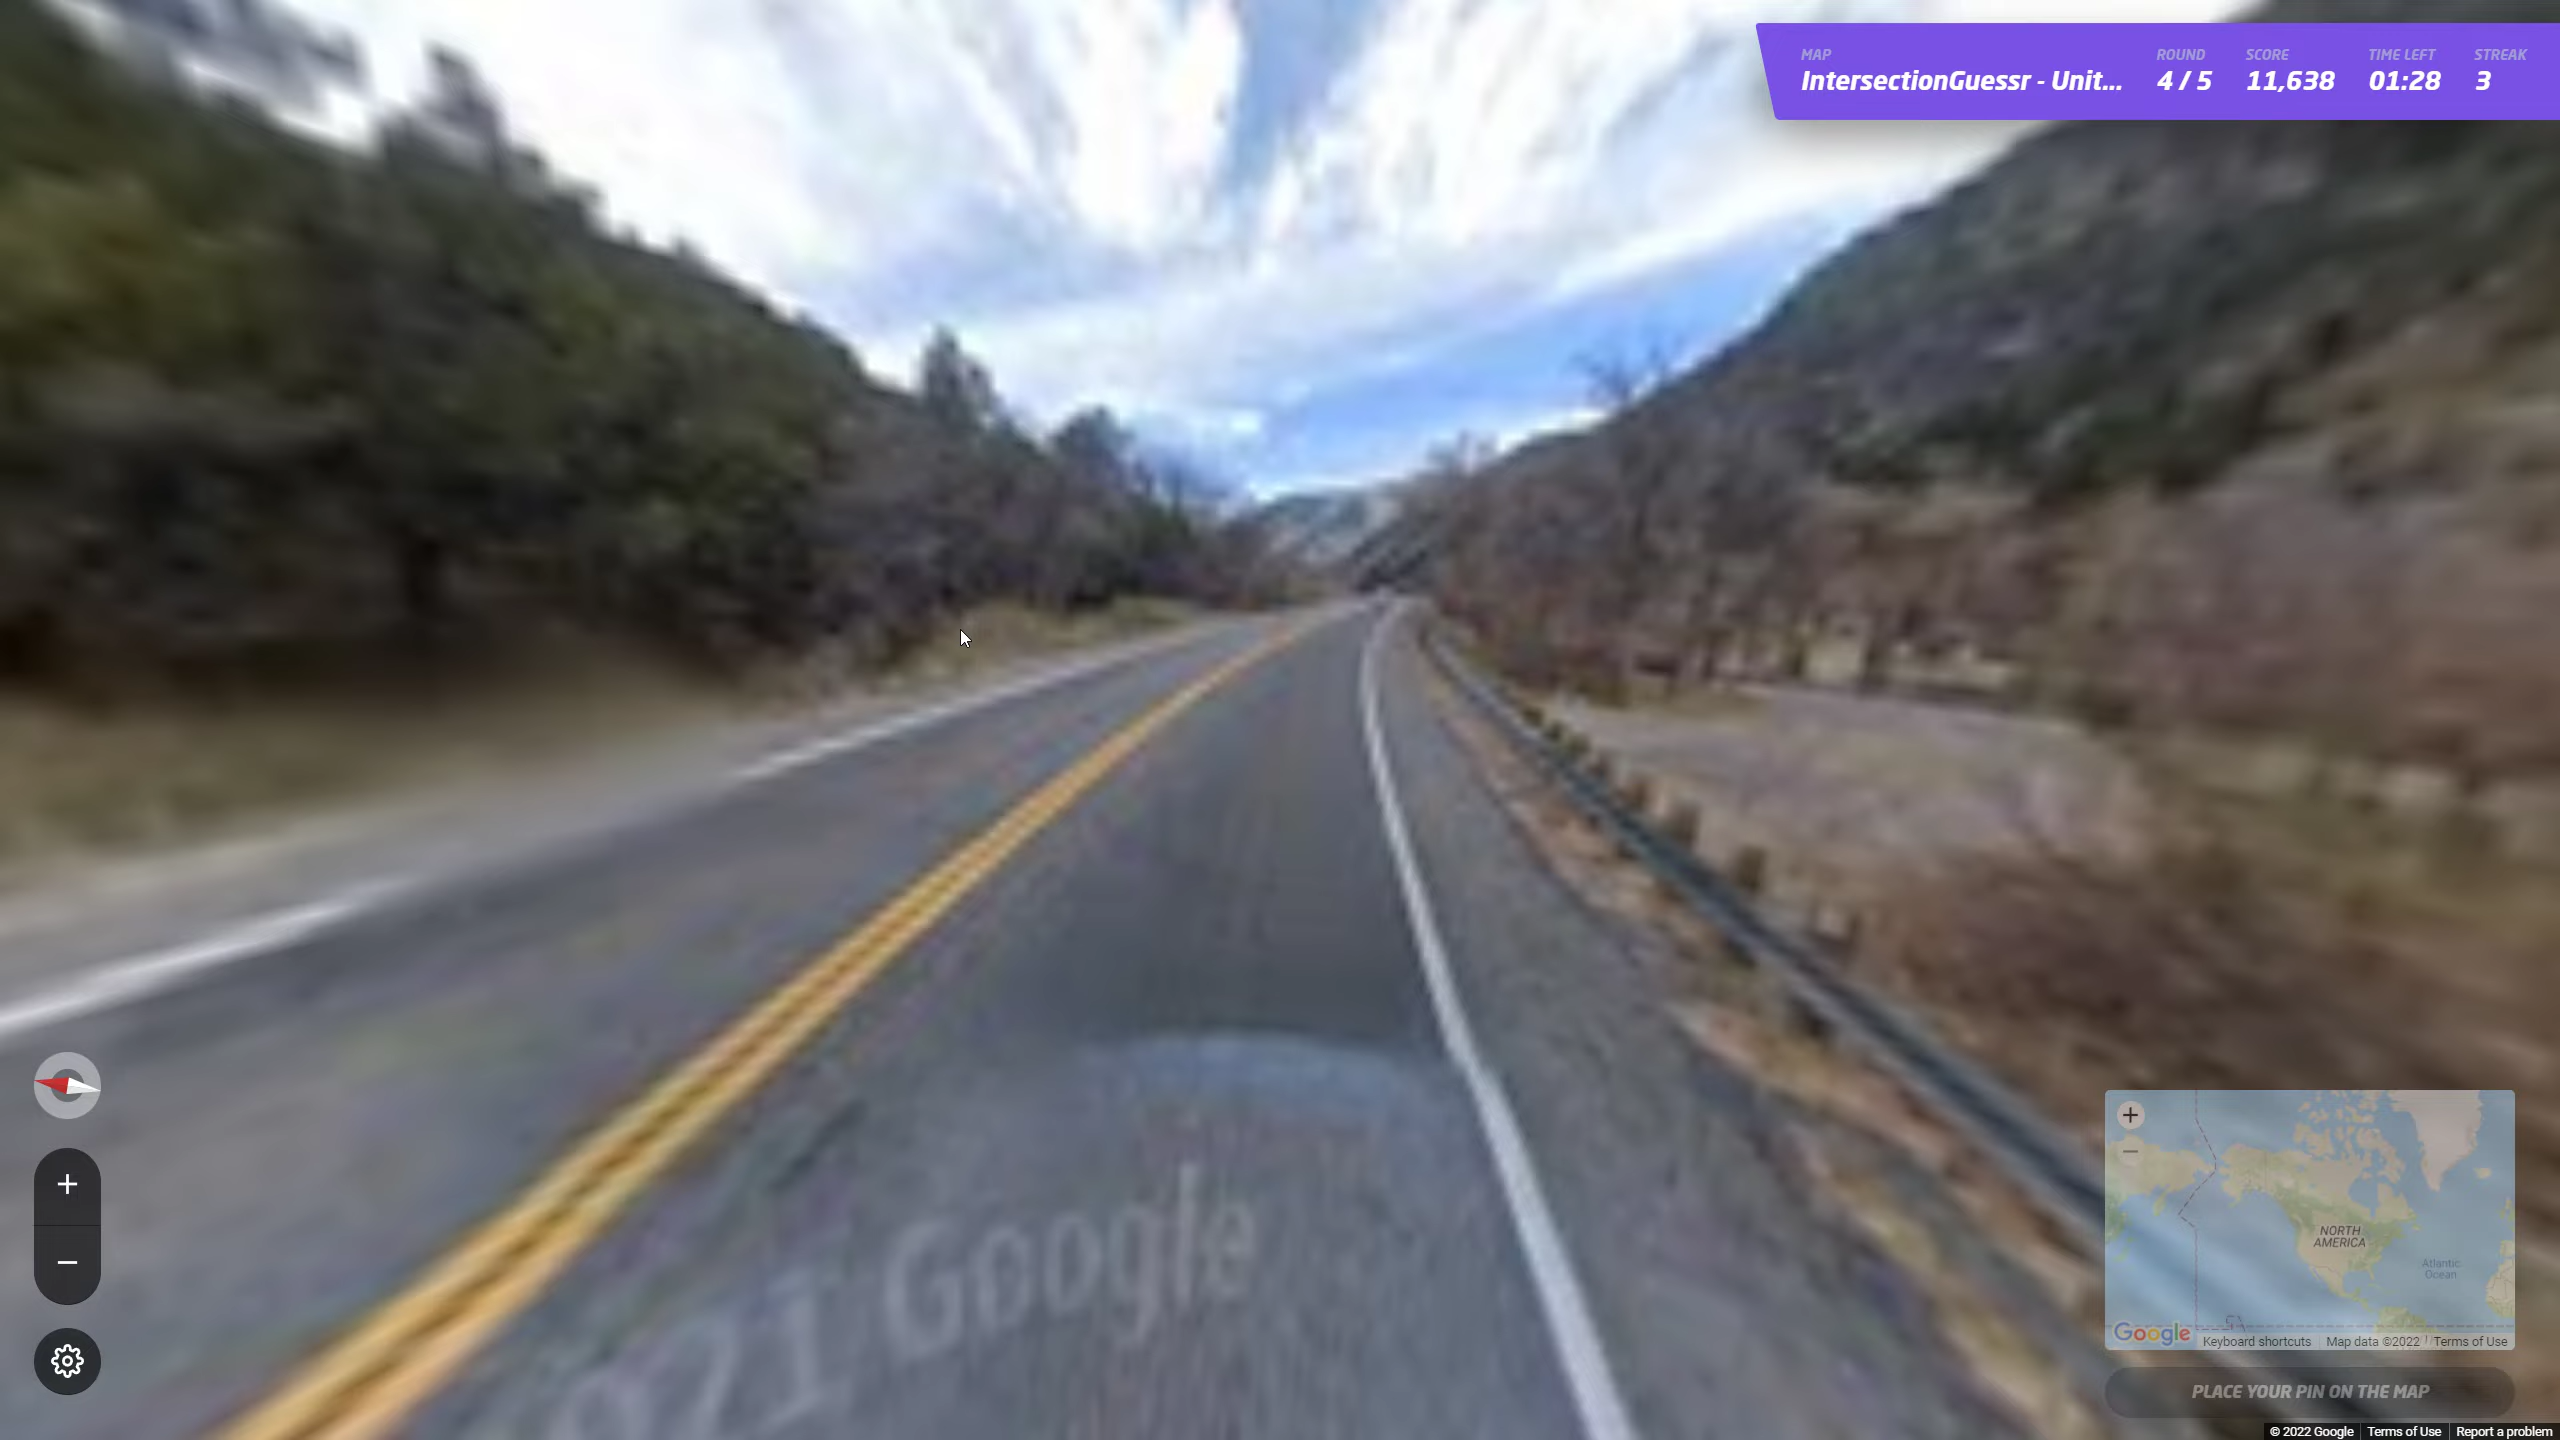 MAP
IntersectionGuessr - Unit...
ROUND
4 / 5
SCORE
11,638
TIME LEFT
01:28
STREAK
3
21 Google
NORTH
AMERICA
Atlantic
Ocean
Google
Keyboard shortcuts
Map data ©2022
Terms of Use
PLACE YOUR PIN ON THE MAP
© 2022 Google
Terms of Use
Report a problem